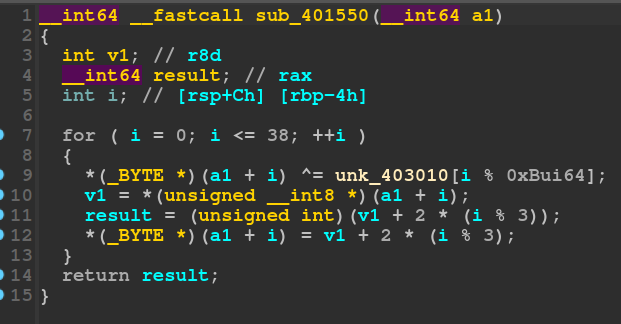 1 __int64 __fastcall sub_401550(__int64 a1)
2 {
3   int v1; // r8d
4   __int64 result; // rax
5   int i; // [rsp+Ch] [rbp-4h]
6
7   for ( i = 0; i <= 38; ++i )
8   {
9     *(_BYTE *)(a1 + i) ^= unk_403010[i % 0xBui64];
10     v1 = *(unsigned __int8 *)(a1 + i);
11     result = (unsigned int)(v1 + 2 * (i % 3));
12     *(_BYTE *)(a1 + i) = v1 + 2 * (i % 3);
13   }
14   return result;
15 }